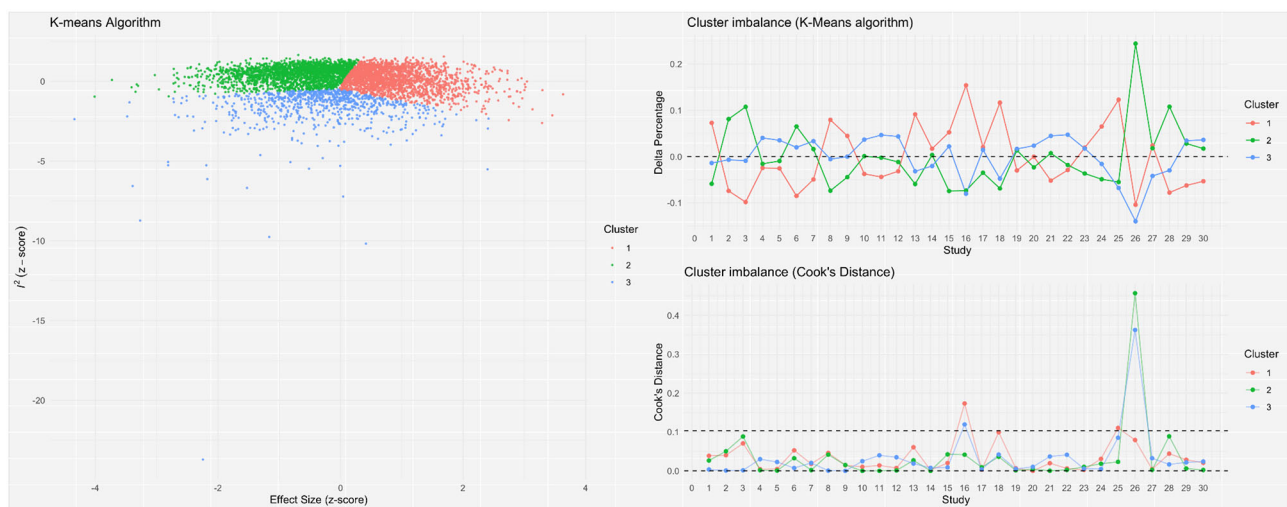 K-means Algorithm
0
-5
-10
-15
-20
I² (z − score)
-4 -2 0 2 4
Effect Size (z-score)
Cluster
1
2
3
Cluster imbalance (K-Means algorithm)
0.2
0.1
0.0
-0.1
Delta Percentage
0 1 2 3 4 5 6 7 8 9 10 11 12 13 14 15 16 17 18 19 20 21 22 23 24 25 26 27 28 29 30
Study
Cluster
1
2
3
Cluster imbalance (Cook's Distance)
0.4
0.3
0.2
0.1
0.0
Cook's Distance
0 1 2 3 4 5 6 7 8 9 10 11 12 13 14 15 16 17 18 19 20 21 22 23 24 25 26 27 28 29 30
Study
Cluster
1
2
3